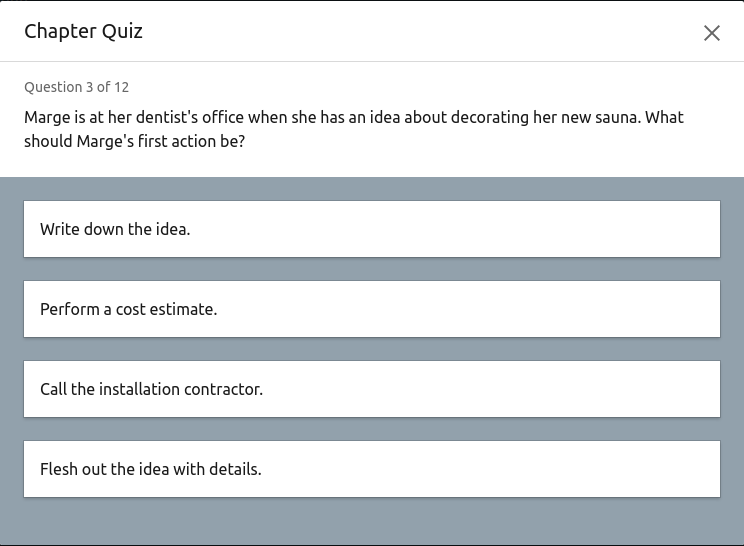 Chapter Quiz
Question 3 of 12
Marge is at her dentist's office when she has an idea about decorating her new sauna. What
should Marge's first action be?
Write down the idea.
Perform a cost estimate.
Call the installation contractor.
Flesh out the idea with details.